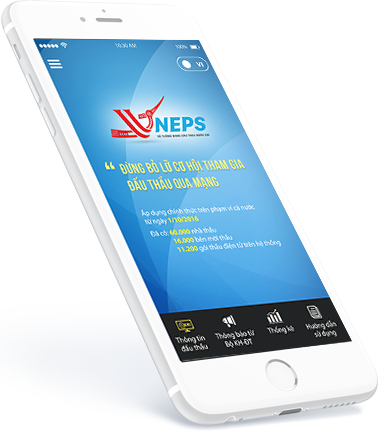 10:30 AM
100%
VI
NEPS
HỆ THỐNG MẠNG ĐẤU THẦU QUỐC GIA
“ ĐỪNG BỎ LỠ CƠ HỘI THAM GIA
ĐẤU THẦU QUA MẠNG
Áp dụng chính thức trên phạm vi cả nước
từ ngày 1/10/2016
Đã có: 60.000 nhà thầu
16.000 bên mời thầu
11.200 gói thầu điện tử trên hệ thống
Thông tin
đấu thầu
Thông báo từ
Bộ KH-ĐT
Thống kê
Hướng dẫn
sử dụng